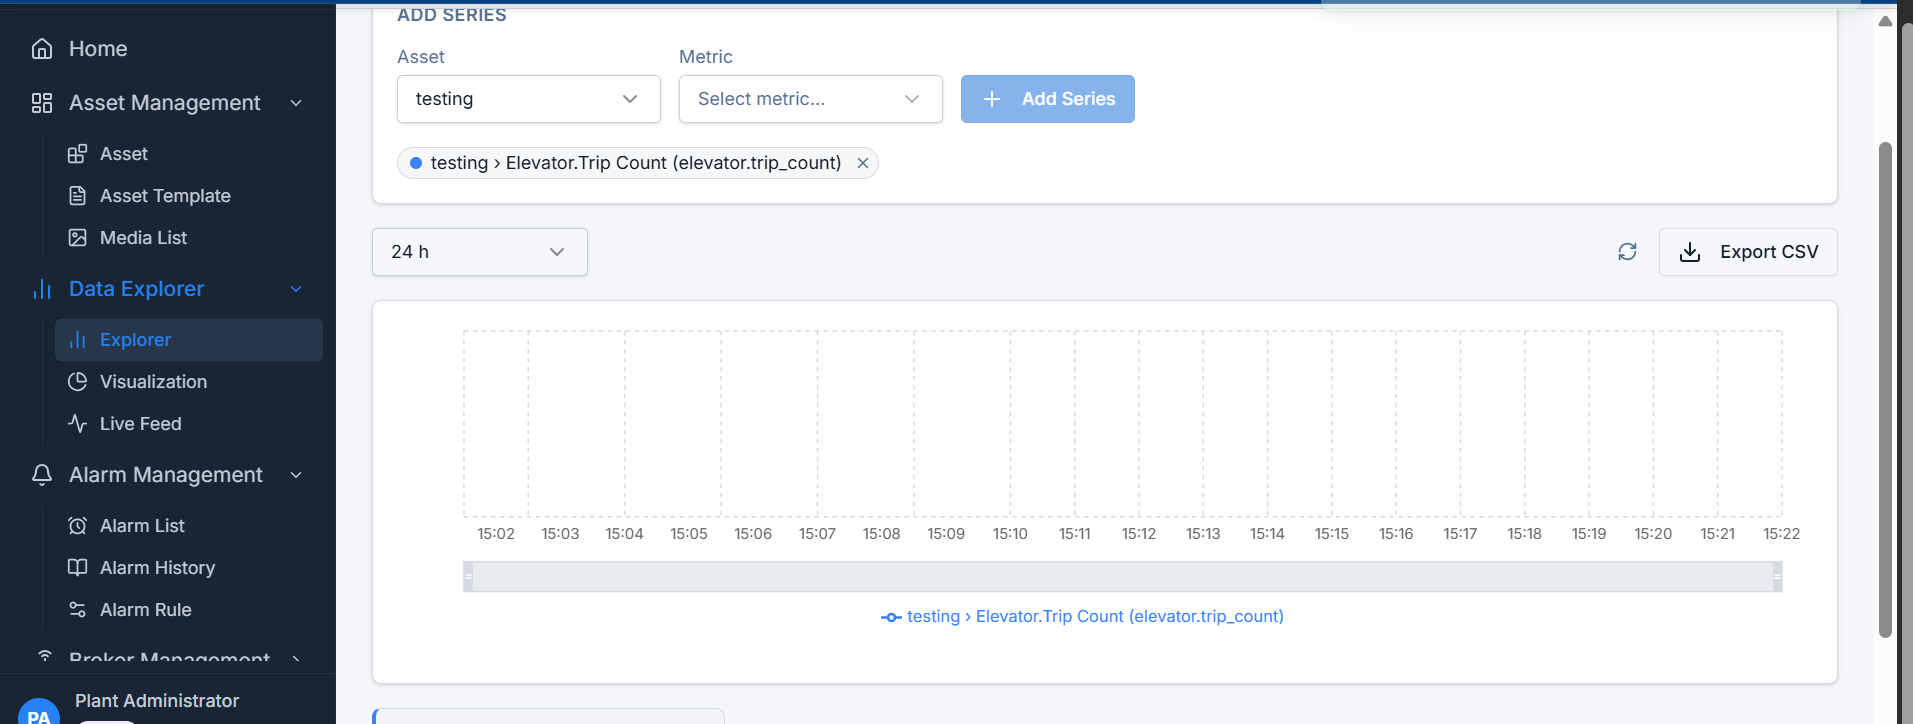 Home
Asset Management
Asset
Asset Template
Media List
Data Explorer
Explorer
Visualization
Live Feed
Alarm Management
Alarm List
Alarm History
Alarm Rule
Broker Management
PA
Plant Administrator
ADD SERIES
Asset
Metric
testing
Select metric...
Add Series
testing › Elevator.Trip Count (elevator.trip_count)
24 h
Export CSV
15:02 15:03 15:04 15:05 15:06 15:07 15:08 15:09 15:10 15:11 15:12 15:13 15:14 15:15 15:16 15:17 15:18 15:19 15:20 15:21 15:22
testing › Elevator.Trip Count (elevator.trip_count)